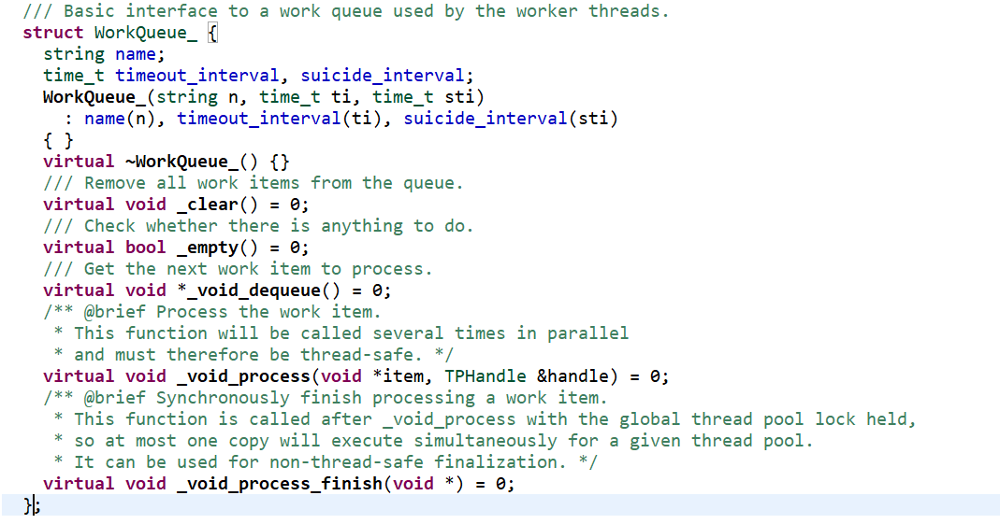 /// Basic interface to a work queue used by the worker threads.
struct WorkQueue_ {
string name;
time_t timeout_interval, suicide_interval;
WorkQueue_(string n, time_t ti, time_t sti)
: name(n), timeout_interval(ti), suicide_interval(sti)
{ }
virtual ~WorkQueue_() {}
/// Remove all work items from the queue.
virtual void _clear() = 0;
/// Check whether there is anything to do.
virtual bool _empty() = 0;
/// Get the next work item to process.
virtual void *_void_dequeue() = 0;
/** @brief Process the work item.
* This function will be called several times in parallel
* and must therefore be thread-safe. */
virtual void _void_process(void *item, TPHandle &handle) = 0;
/** @brief Synchronously finish processing a work item.
* This function is called after _void_process with the global thread pool lock held,
* so at most one copy will execute simultaneously for a given thread pool.
* It can be used for non-thread-safe finalization. */
virtual void _void_process_finish(void *) = 0;
};